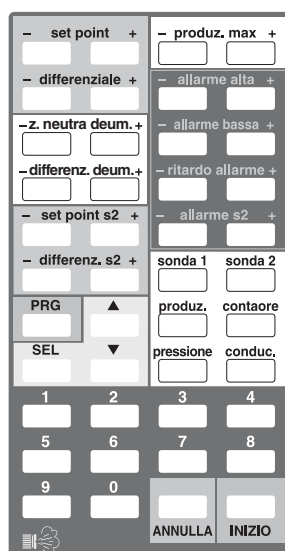 – set point +
– produz. max +
– differenziale +
– allarme alta +
– z. neutra deum. +
– allarme bassa +
– differenz. deum. +
– ritardo allarme +
– set point s2 +
– allarme s2 +
– differenz. s2 +
sonda 1 sonda 2
PRG ▲
produz. contaore
SEL ▼
pressione conduc.
1 2 3 4
5 6 7 8
9 0
ANNULLA INIZIO